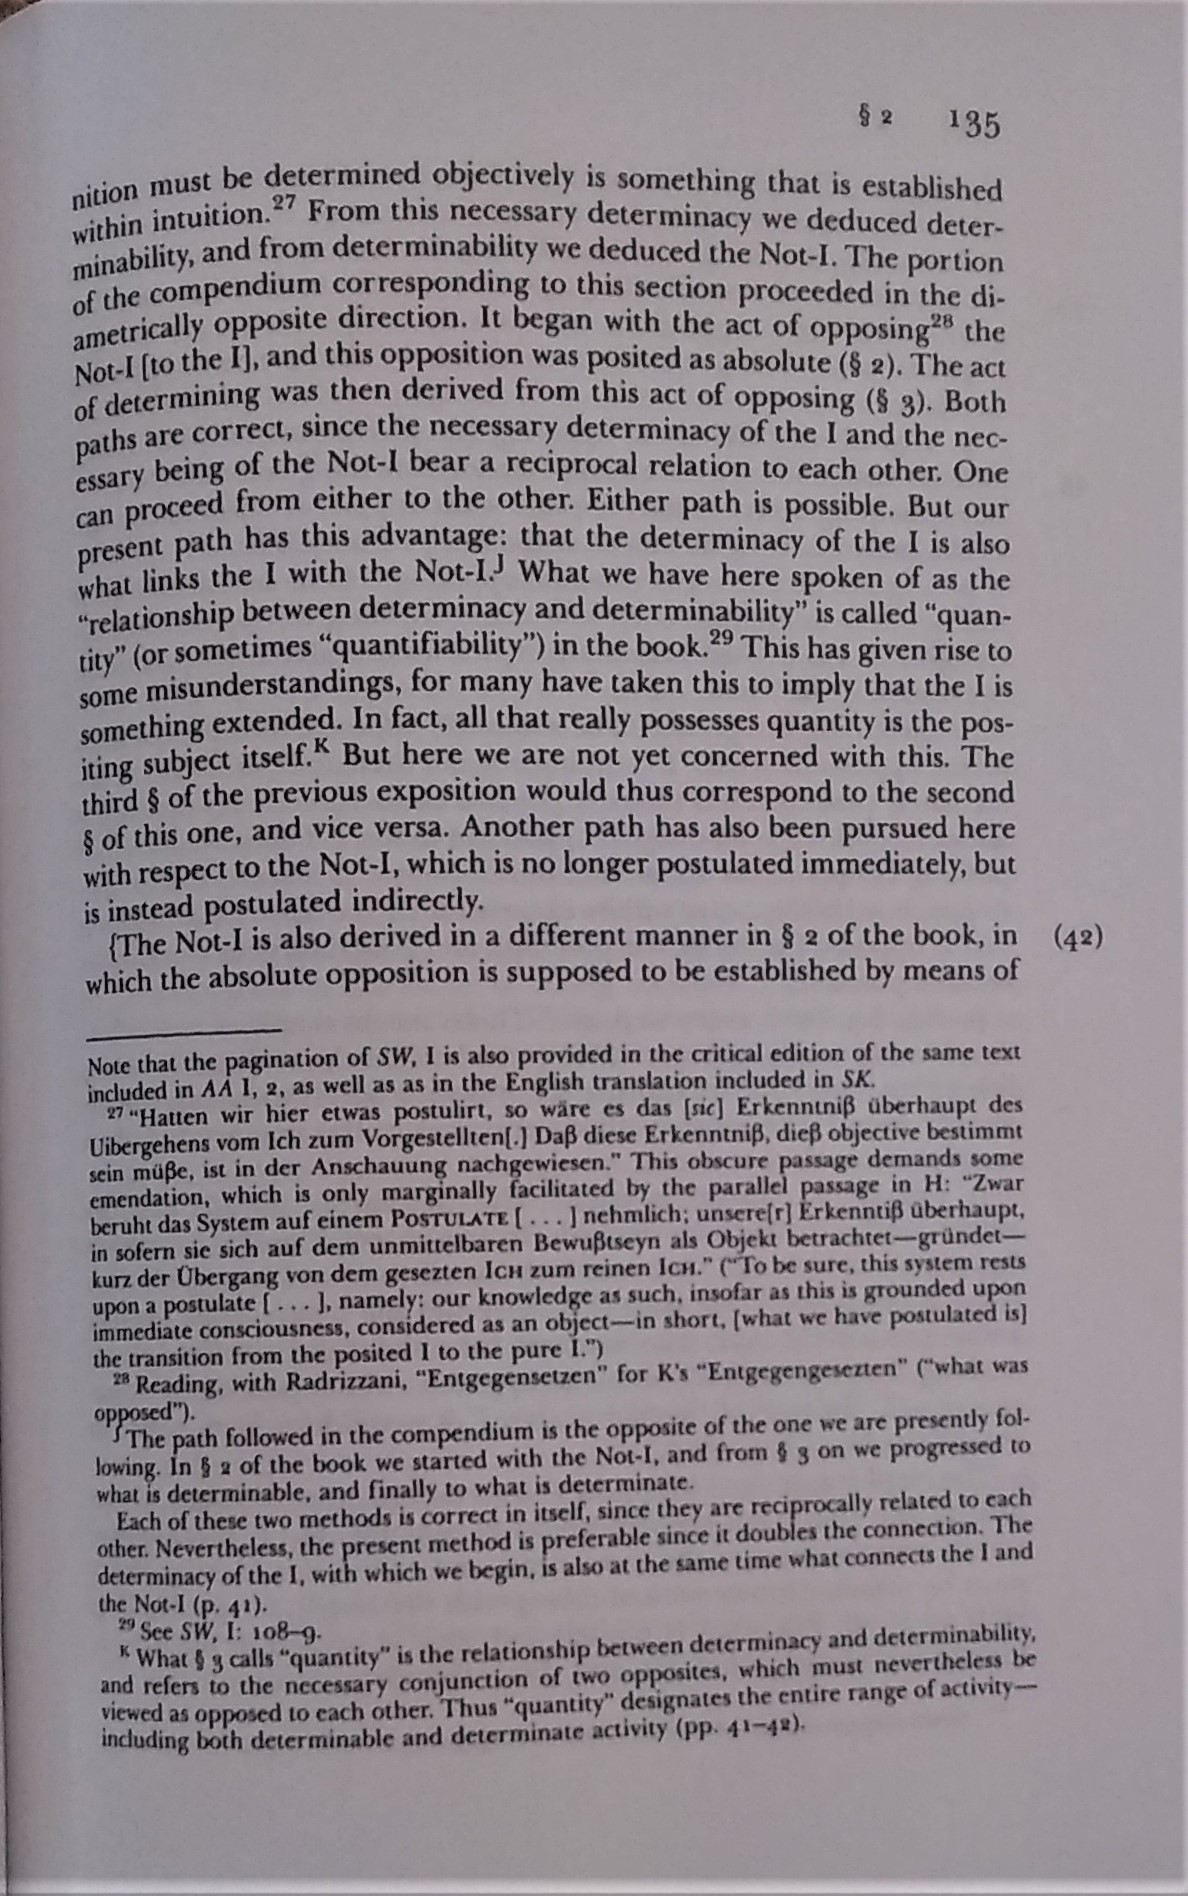 § 2 135
nition must be determined objectively is something that is established
within intuition.27 From this necessary determinacy we deduced deter-
minability, and from determinability we deduced the Not-I. The portion
of the compendium corresponding to this section proceeded in the di-
ametrically opposite direction. It began with the act of opposing28 the
Not-I [to the I], and this opposition was posited as absolute (§ 2). The act
of determining was then derived from this act of opposing (§ 3). Both
paths are correct, since the necessary determinacy of the I and the nec-
essary being of the Not-I bear a reciprocal relation to each other. One
can proceed from either to the other. Either path is possible. But our
present path has this advantage: that the determinacy of the I is also
what links the I with the Not-I.J What we have here spoken of as the
“relationship between determinacy and determinability” is called “quan-
tity” (or sometimes “quantifiability”) in the book.29 This has given rise to
some misunderstandings, for many have taken this to imply that the I is
something extended. In fact, all that really possesses quantity is the pos-
iting subject itself.K But here we are not yet concerned with this. The
third § of the previous exposition would thus correspond to the second
§ of this one, and vice versa. Another path has also been pursued here
with respect to the Not-I, which is no longer postulated immediately, but
is instead postulated indirectly.
{The Not-I is also derived in a different manner in § 2 of the book, in (42)
which the absolute opposition is supposed to be established by means of
Note that the pagination of SW, I is also provided in the critical edition of the same text
included in AA I, 2, as well as as in the English translation included in SK.
27 “Hatten wir hier etwas postulirt, so wäre es das [sic] Erkenntniß überhaupt des
Uibergehens vom Ich zum Vorgestellten[.] Daß diese Erkenntniß, dieß objective bestimmt
sein müße, ist in der Anschauung nachgewiesen.” This obscure passage demands some
emendation, which is only marginally facilitated by the parallel passage in H: “Zwar
beruht das System auf einem POSTULATE [ . . . ] nehmlich; unsere[r] Erkenntiß überhaupt,
in sofern sie sich auf dem unmittelbaren Bewußtseyn als Objekt betrachtet—gründet—
kurz der Übergang von dem gesezten ICH zum reinen ICH.” (“To be sure, this system rests
upon a postulate [ . . . ], namely: our knowledge as such, insofar as this is grounded upon
immediate consciousness, considered as an object—in short, [what we have postulated is]
the transition from the posited I to the pure I.”)
28 Reading, with Radrizzani, “Entgegensetzen” for K’s “Entgegengesezten” (“what was
opposed”).
J The path followed in the compendium is the opposite of the one we are presently fol-
lowing. In § 2 of the book we started with the Not-I, and from § 3 on we progressed to
what is determinable, and finally to what is determinate.
Each of these two methods is correct in itself, since they are reciprocally related to each
other. Nevertheless, the present method is preferable since it doubles the connection. The
determinacy of the I, with which we begin, is also at the same time what connects the I and
the Not-I (p. 41).
29 See SW, I: 108–9.
K What § 3 calls “quantity” is the relationship between determinacy and determinability,
and refers to the necessary conjunction of two opposites, which must nevertheless be
viewed as opposed to each other. Thus “quantity” designates the entire range of activity—
including both determinable and determinate activity (pp. 41–42).